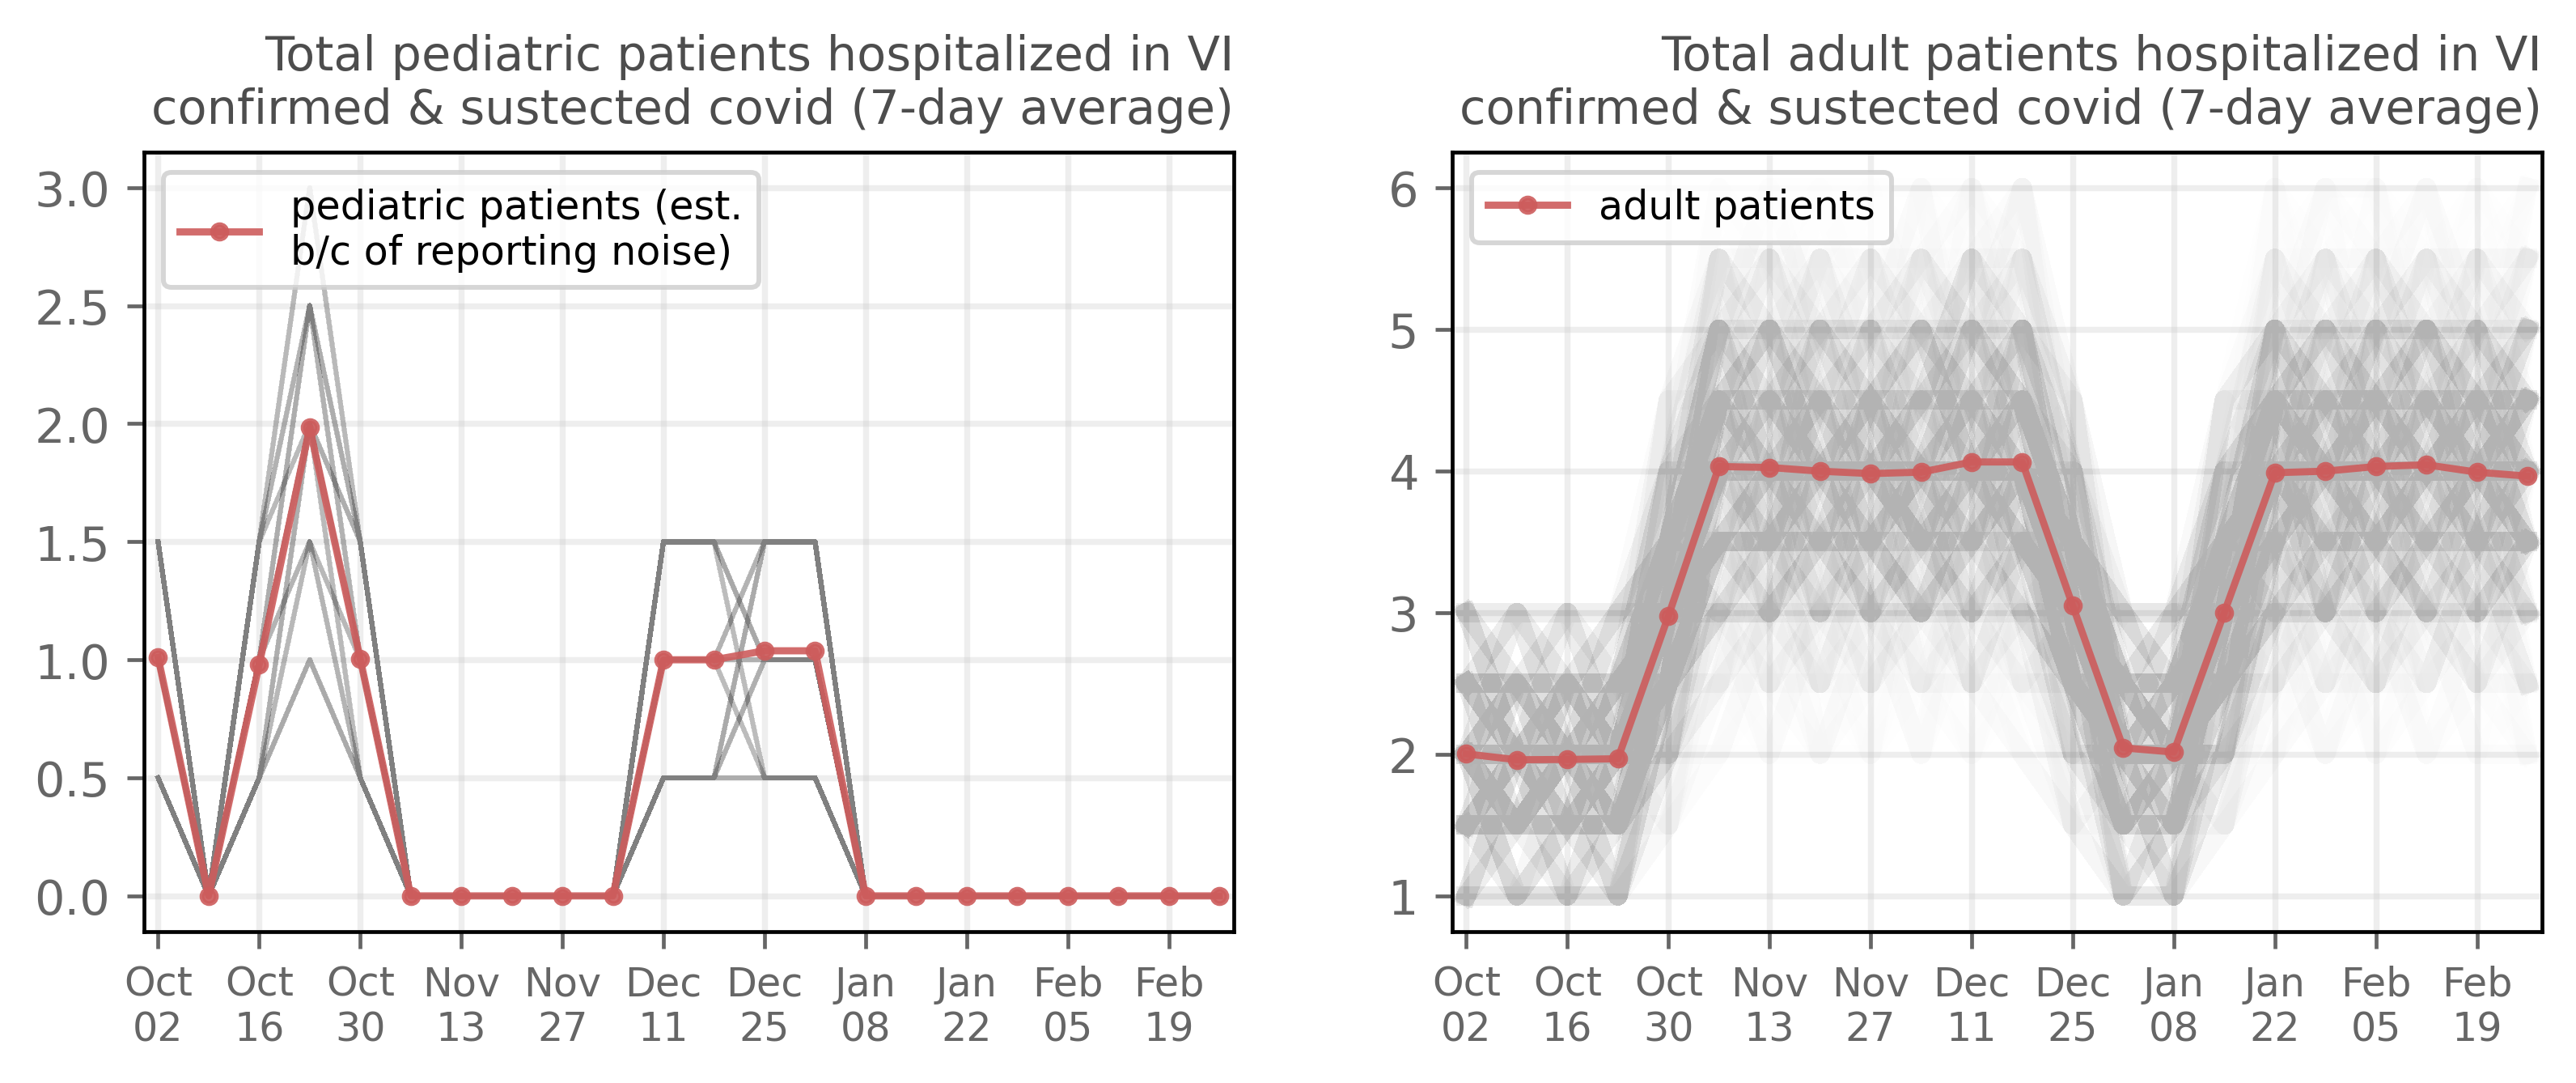 Total pediatric patients hospitalized in VI
confirmed & sustected covid (7-day average)
pediatric patients (est.
b/c of reporting noise)
3.0
2.5
2.0
1.5
1.0
0.5
0.0
Oct Oct Oct Nov Nov Dec Dec Jan Jan Feb Feb
02 16 30 13 27 11 25 08 22 05 19
Total adult patients hospitalized in VI
confirmed & sustected covid (7-day average)
adult patients
6
5
4
3
2
1
Oct Oct Oct Nov Nov Dec Dec Jan Jan Feb Feb
02 16 30 13 27 11 25 08 22 05 19